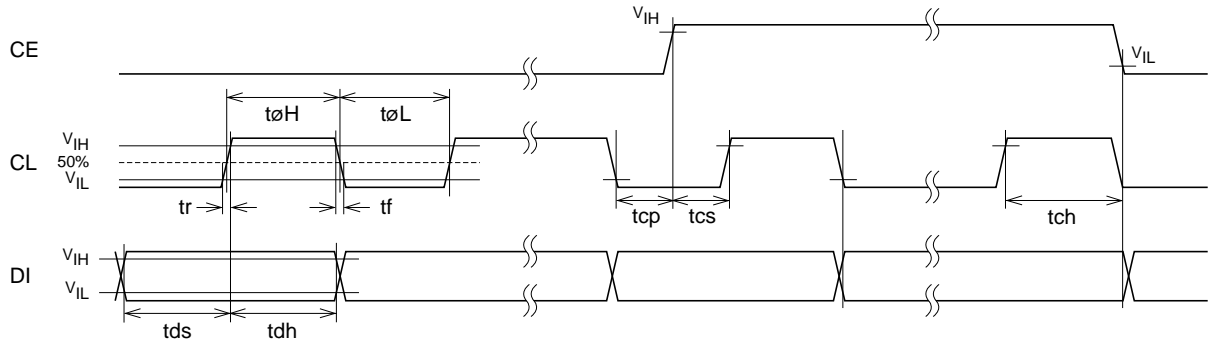 VIH
CE
VIL
tøH
tøL
VIH
CL
50%
VIL
tr
tf
tcp
tcs
tch
VIH
DI
VIL
tds
tdh